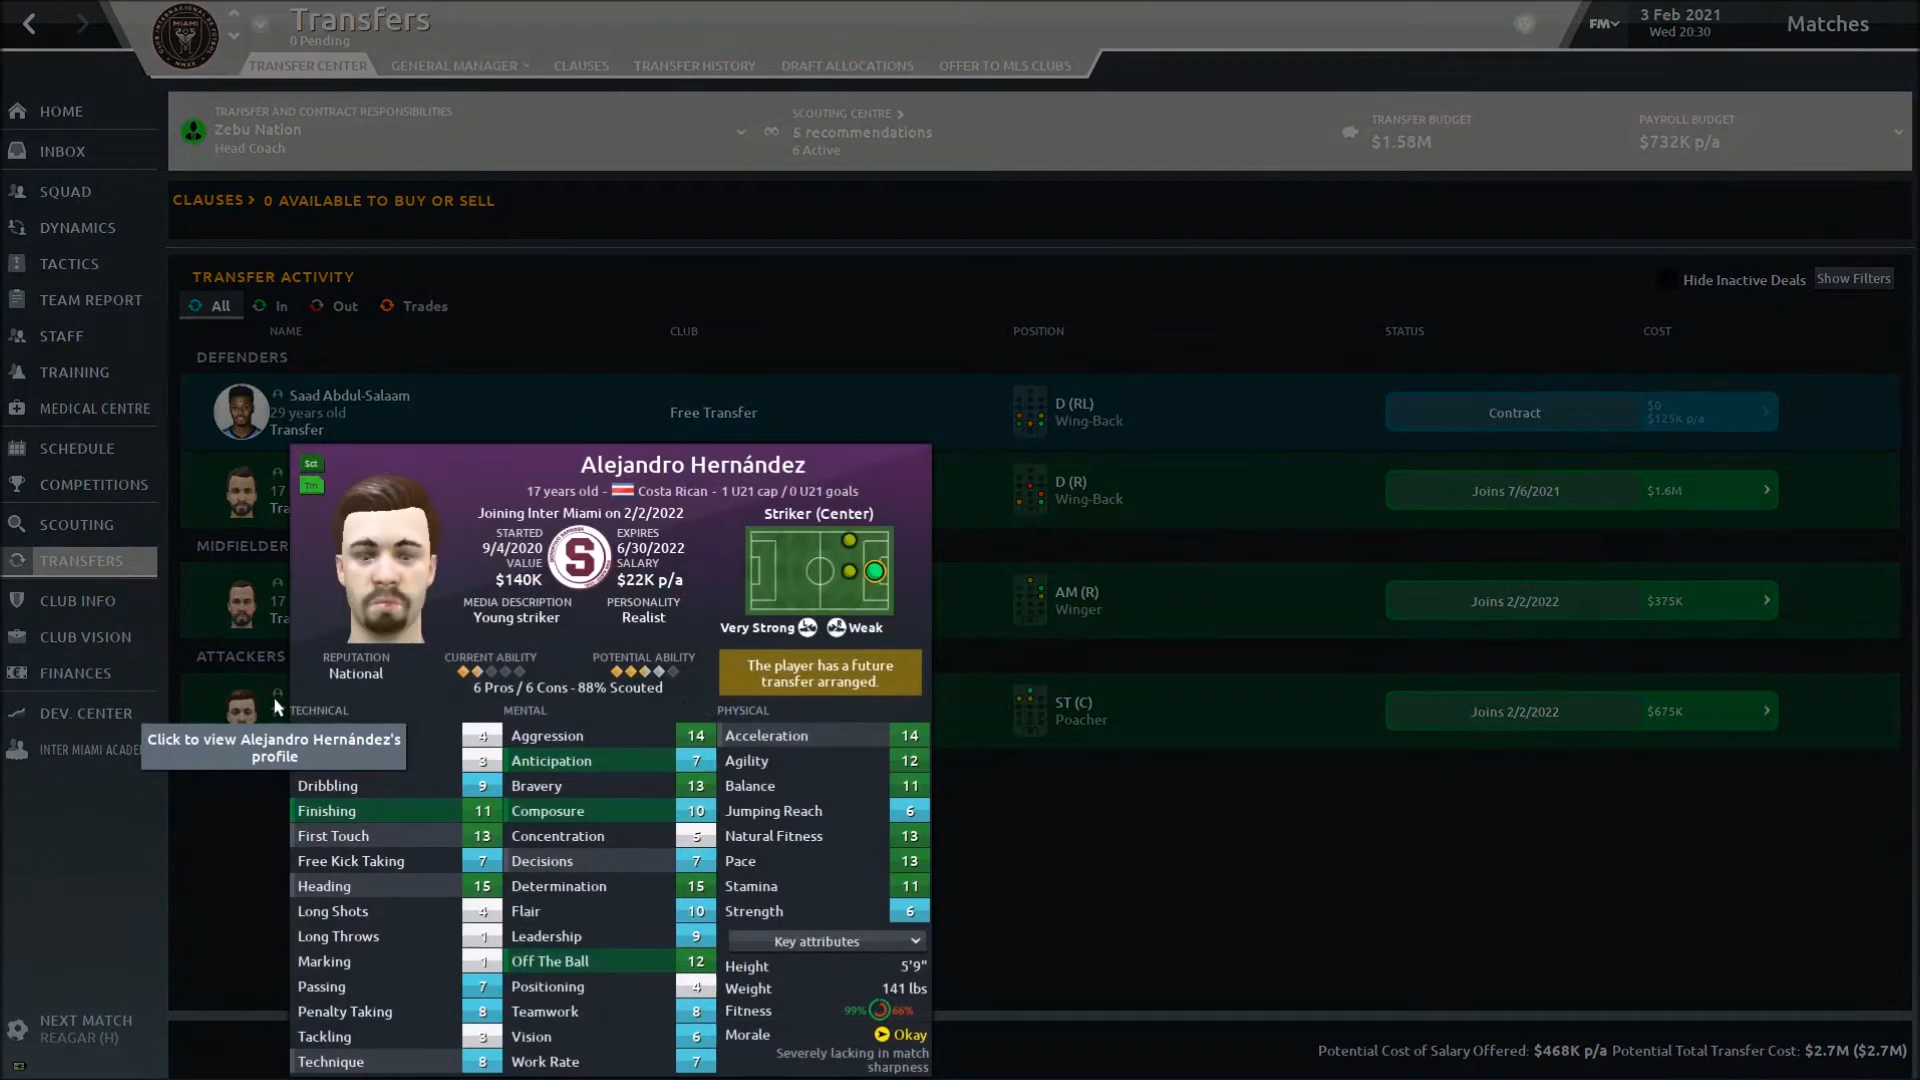 Transfers
0 Pending
3 Feb 2021
Wed 20:30
FM
Matches
TRANSFER CENTER
GENERAL MANAGER
CLAUSES
TRANSFER HISTORY
DRAFT ALLOCATIONS
OFFER TO MLS CLUBS
HOME
INBOX
SQUAD
DYNAMICS
TACTICS
TEAM REPORT
STAFF
TRAINING
MEDICAL CENTRE
SCHEDULE
COMPETITIONS
SCOUTING
TRANSFERS
CLUB INFO
CLUB VISION
FINANCES
DEV. CENTER
INTER MIAMI ACADE
NEXT MATCH
REAGAR (H)
TRANSFER AND CONTRACT RESPONSIBILITIES
Zebu Nation
Head Coach
SCOUTING CENTRE >
5 recommendations
6 Active
TRANSFER BUDGET
$1.58M
PAYROLL BUDGET
$732K p/a
CLAUSES > 0 AVAILABLE TO BUY OR SELL
TRANSFER ACTIVITY
Hide Inactive Deals
Show Filters
All
In
Out
Trades
NAME
CLUB
POSITION
STATUS
COST
DEFENDERS
Saad Abdul-Salaam
29 years old
Transfer
Free Transfer
D (RL)
Wing-Back
Contract
$0
$125K p/a
17
Tra
D (R)
Wing-Back
Joins 7/6/2021
$1.6M
MIDFIELDER
17
Tra
AM (R)
Winger
Joins 2/2/2022
$375K
ATTACKERS
ST (C)
Poacher
Joins 2/2/2022
$675K
Click to view Alejandro Hernández's
profile
Sct
Trn
Alejandro Hernández
17 years old - Costa Rican - 1 U21 cap / 0 U21 goals
Joining Inter Miami on 2/2/2022
STARTED
9/4/2020
VALUE
$140K
S
EXPIRES
6/30/2022
SALARY
$22K p/a
MEDIA DESCRIPTION
Young striker
PERSONALITY
Realist
Striker (Center)
Very Strong
Weak
REPUTATION
National
CURRENT ABILITY
POTENTIAL ABILITY
6 Pros / 6 Cons - 88% Scouted
The player has a future
transfer arranged.
TECHNICAL
MENTAL
PHYSICAL
4 Aggression 14 Acceleration 14
3 Anticipation 7 Agility 12
Dribbling 9 Bravery 13 Balance 11
Finishing 11 Composure 10 Jumping Reach 6
First Touch 13 Concentration 5 Natural Fitness 13
Free Kick Taking 7 Decisions 7 Pace 13
Heading 15 Determination 15 Stamina 11
Long Shots 4 Flair 10 Strength 6
Long Throws 1 Leadership 9 Key attributes
Marking 1 Off The Ball 12 Height 5'9"
Passing 7 Positioning 4 Weight 141 lbs
Penalty Taking 8 Teamwork 8 Fitness 99% 66%
Tackling 3 Vision 6 Morale Okay
Technique 8 Work Rate 7 Severely lacking in match
sharpness
Potential Cost of Salary Offered: $468K p/a Potential Total Transfer Cost: $2.7M ($2.7M)